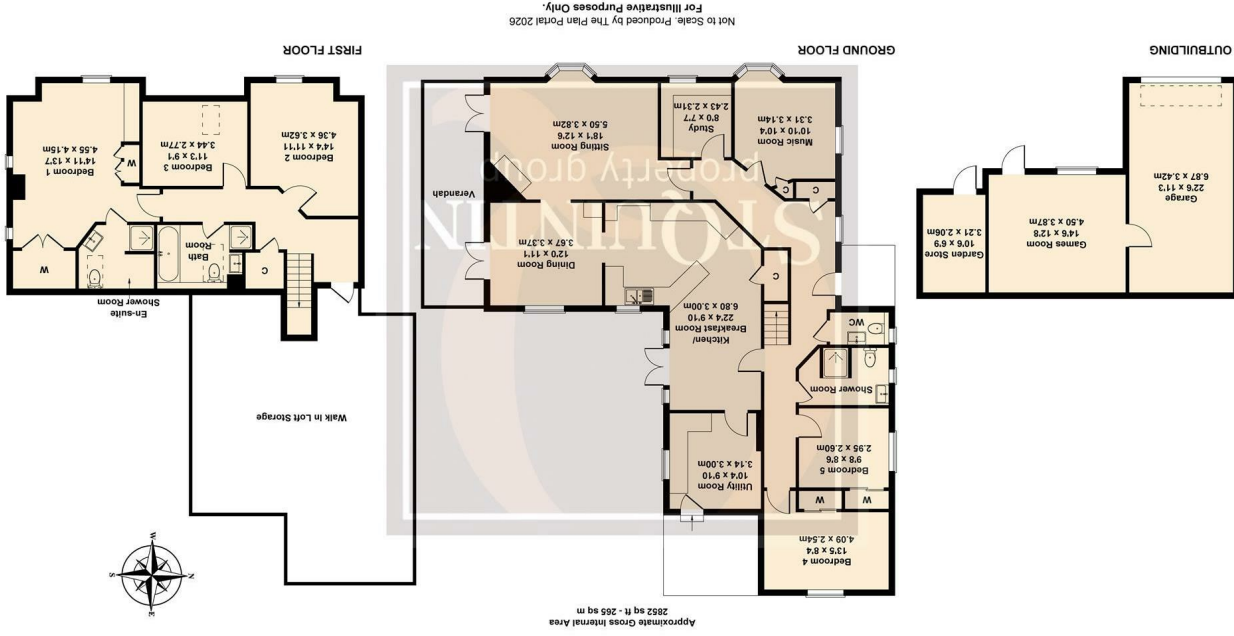 Approximate Gross Internal Area
2852 sq ft - 265 sq m
OUTBUILDING
Garage
22'6 x 11'3
6.87 x 3.42m
Games Room
14'6 x 12'8
4.50 x 3.87m
Garden Store
10'6 x 6'9
3.21 x 2.06m
GROUND FLOOR
Bedroom 4
13'5 x 8'4
4.09 x 2.54m
W
W
Bedroom 5
9'8 x 8'6
2.95 x 2.60m
Shower Room
WC
Utility Room
10'4 x 9'10
3.14 x 3.00m
Kitchen/
Breakfast Room
22'4 x 9'10
6.80 x 3.00m
C
Dining Room
12'0 x 11'1
3.67 x 3.37m
Verandah
C
C
Music Room
10'10 x 10'4
3.31 x 3.14m
Study
8'0 x 7'7
2.43 x 2.31m
Sitting Room
18'1 x 12'6
5.50 x 3.82m
STQUINTIN
property group
FIRST FLOOR
Walk In Loft Storage
En-suite
Shower Room
Bath
Room
C
W
W
Bedroom 1
14'11 x 13'7
4.55 x 4.15m
Bedroom 3
11'3 x 9'1
3.44 x 2.77m
Bedroom 2
14'4 x 11'11
4.36 x 3.62m
N
E
S
W
Not to Scale. Produced by The Plan Portal 2026
For Illustrative Purposes Only.